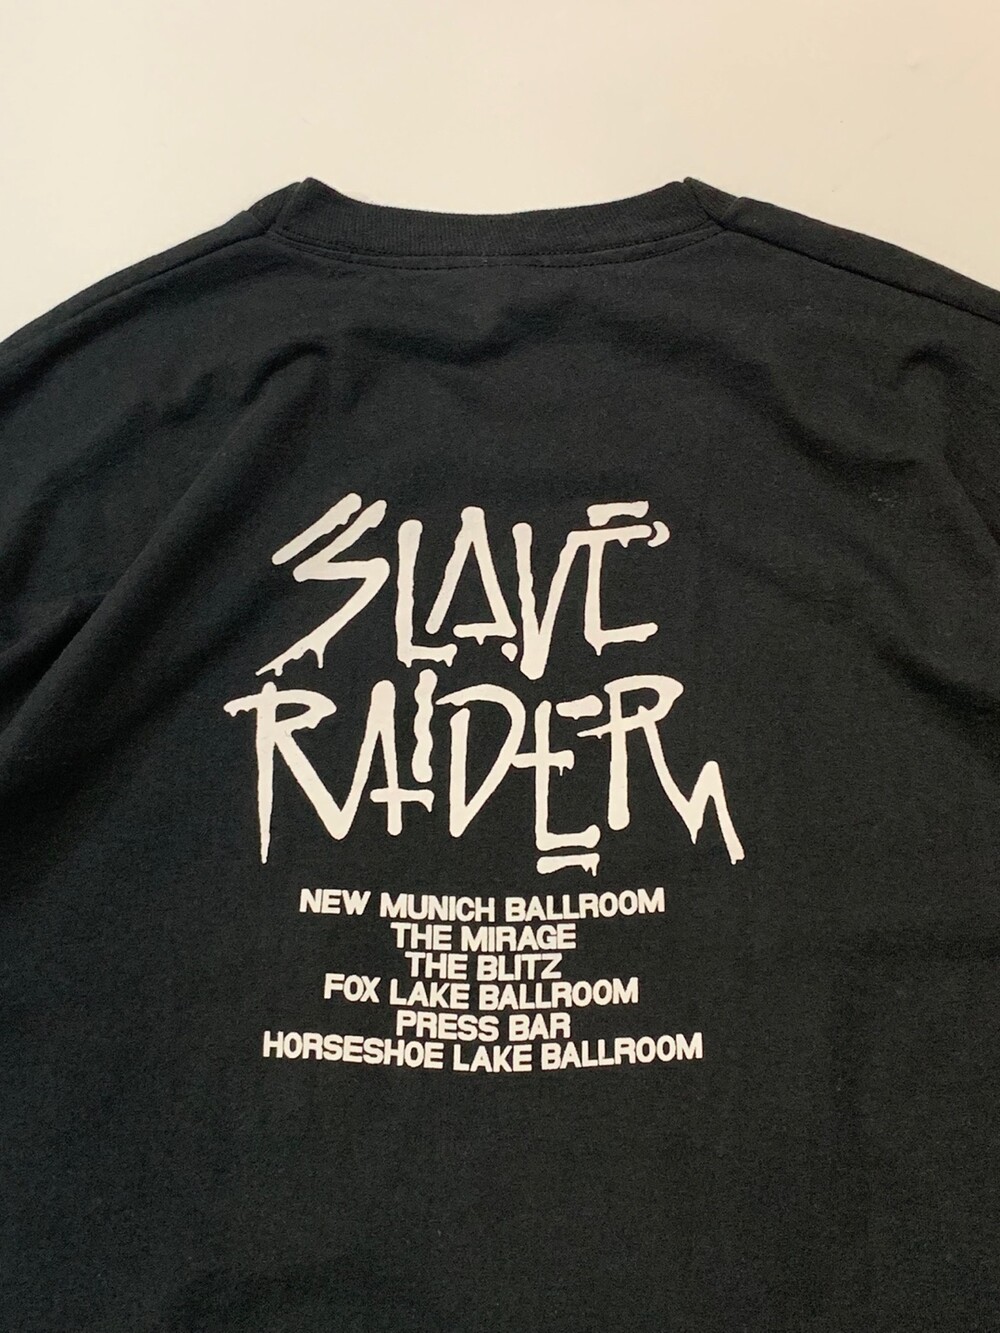 SLAVE
RAIDER
NEW MUNICH BALLROOM
THE MIRAGE
THE BLITZ
FOX LAKE BALLROOM
PRESS BAR
HORSESHOE LAKE BALLROOM